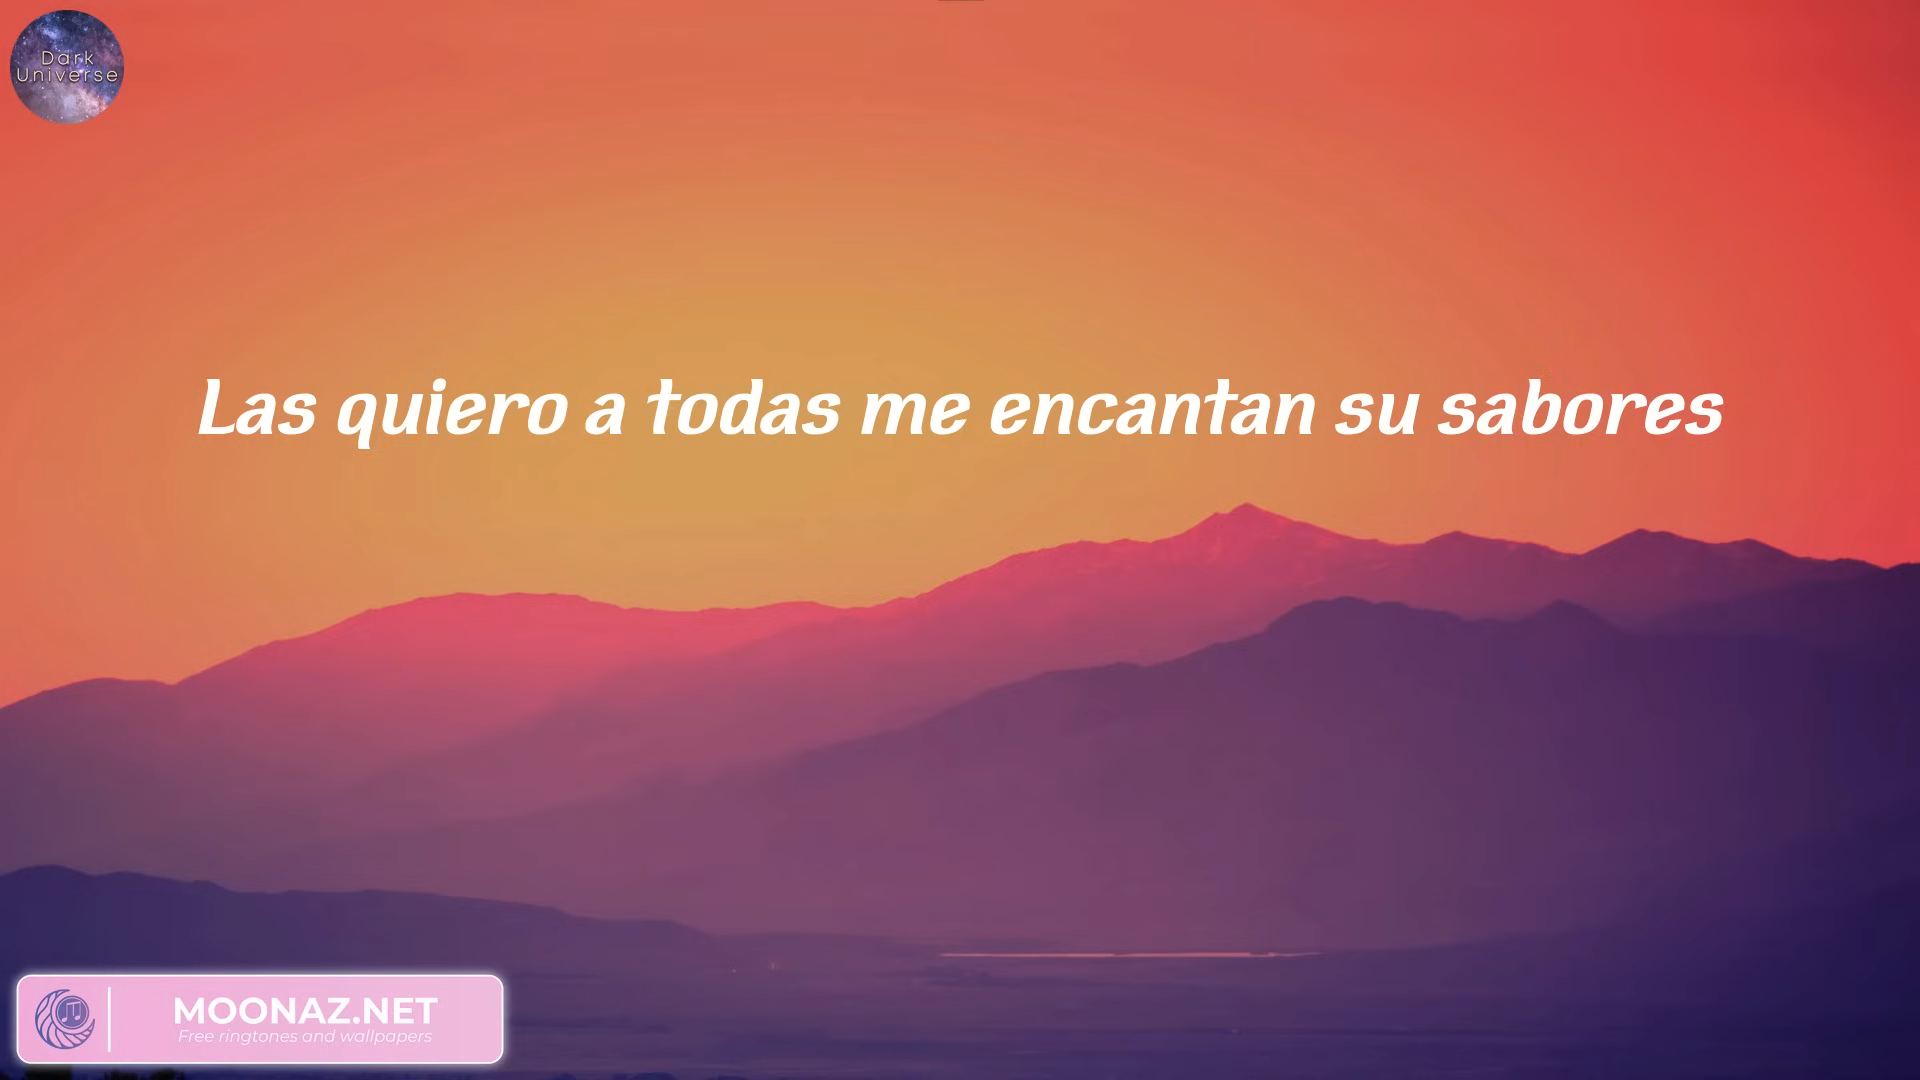 Dark
Universe
Las quiero a todas me encantan su sabores
MOONAZ.NET
Free ringtones and wallpapers